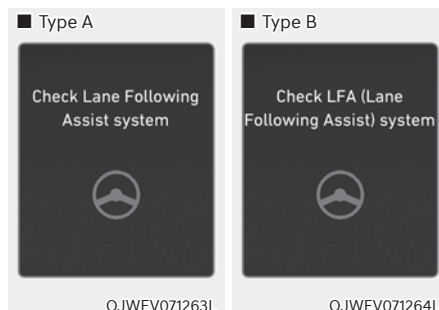 ■ Type A
Check Lane Following
Assist system
OJWEV071263L
■ Type B
Check LFA (Lane
Following Assist) system
OJWEV071264L